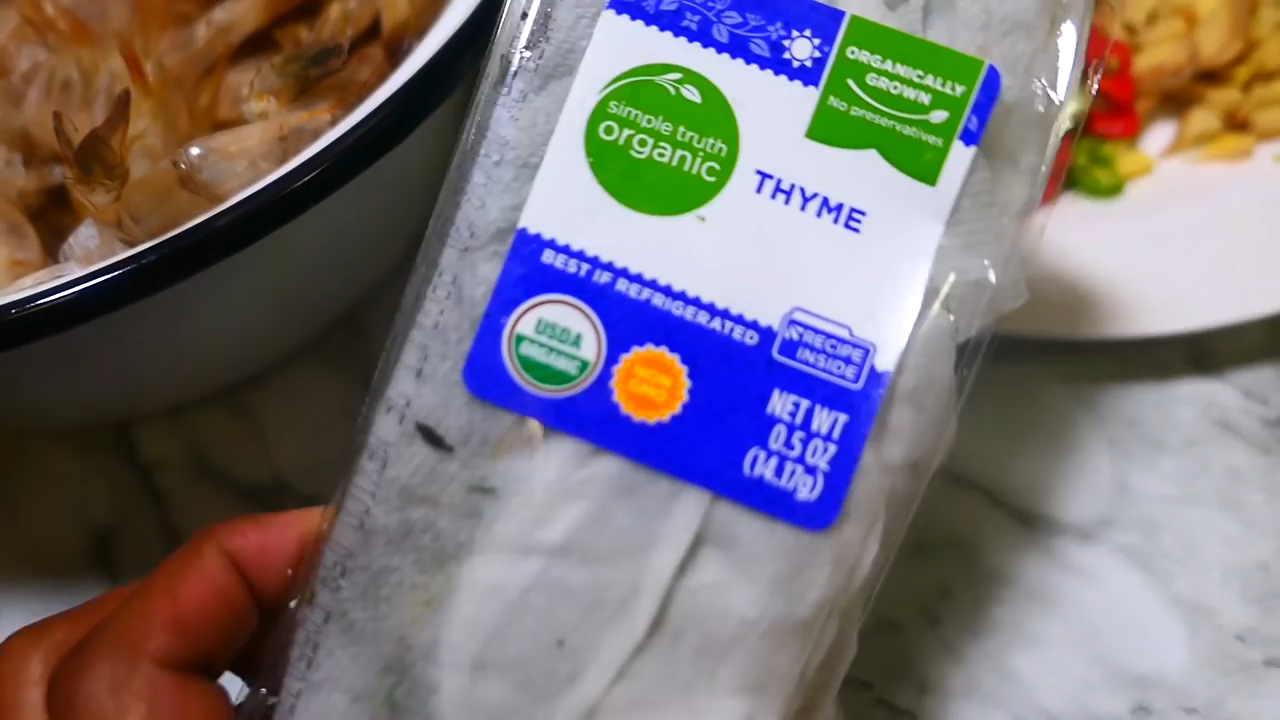 ORGANICALLY
GROWN
No preservatives
simple truth
organic
THYME
BEST IF REFRIGERATED
USDA
ORGANIC
RECIPE
INSIDE
NET WT
0.5 OZ
(14.17g)